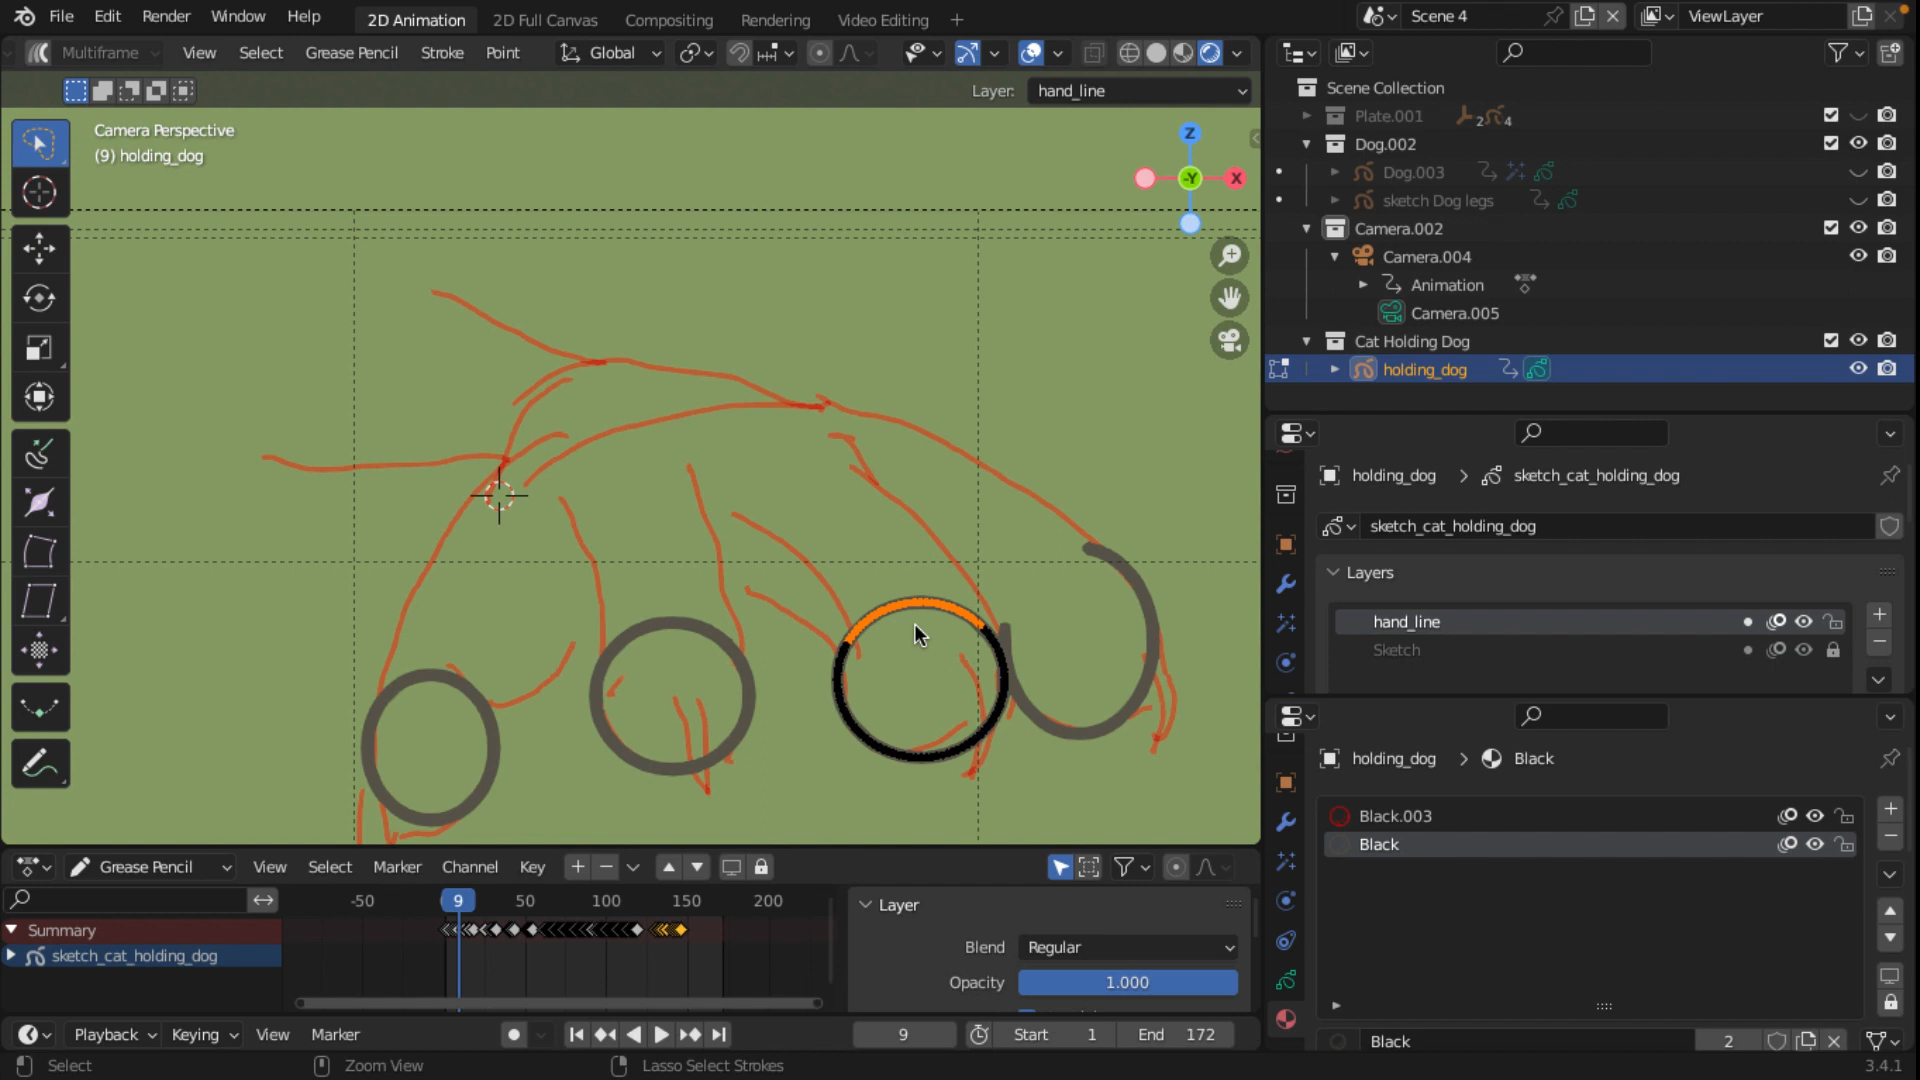 File Edit Render Window Help 2D Animation 2D Full Canvas Compositing Rendering Video Editing + Scene 4 ViewLayer
Multiframe View Select Grease Pencil Stroke Point Global
Layer: hand_line
Camera Perspective
(9) holding_dog
Z
-Y
X
Scene Collection
Plate.001 2 4
Dog.002
Dog.003
sketch Dog legs
Camera.002
Camera.004
Animation
Camera.005
Cat Holding Dog
holding_dog
holding_dog > sketch_cat_holding_dog
sketch_cat_holding_dog
Layers
hand_line
Sketch
holding_dog > Black
Black.003
Black
Black 2
Grease Pencil View Select Marker Channel Key
-50 9 50 100 150 200
Summary
sketch_cat_holding_dog
Layer
Blend Regular
Opacity 1.000
Playback Keying View Marker 9 Start 1 End 172
Select Zoom View Lasso Select Strokes 3.4.1